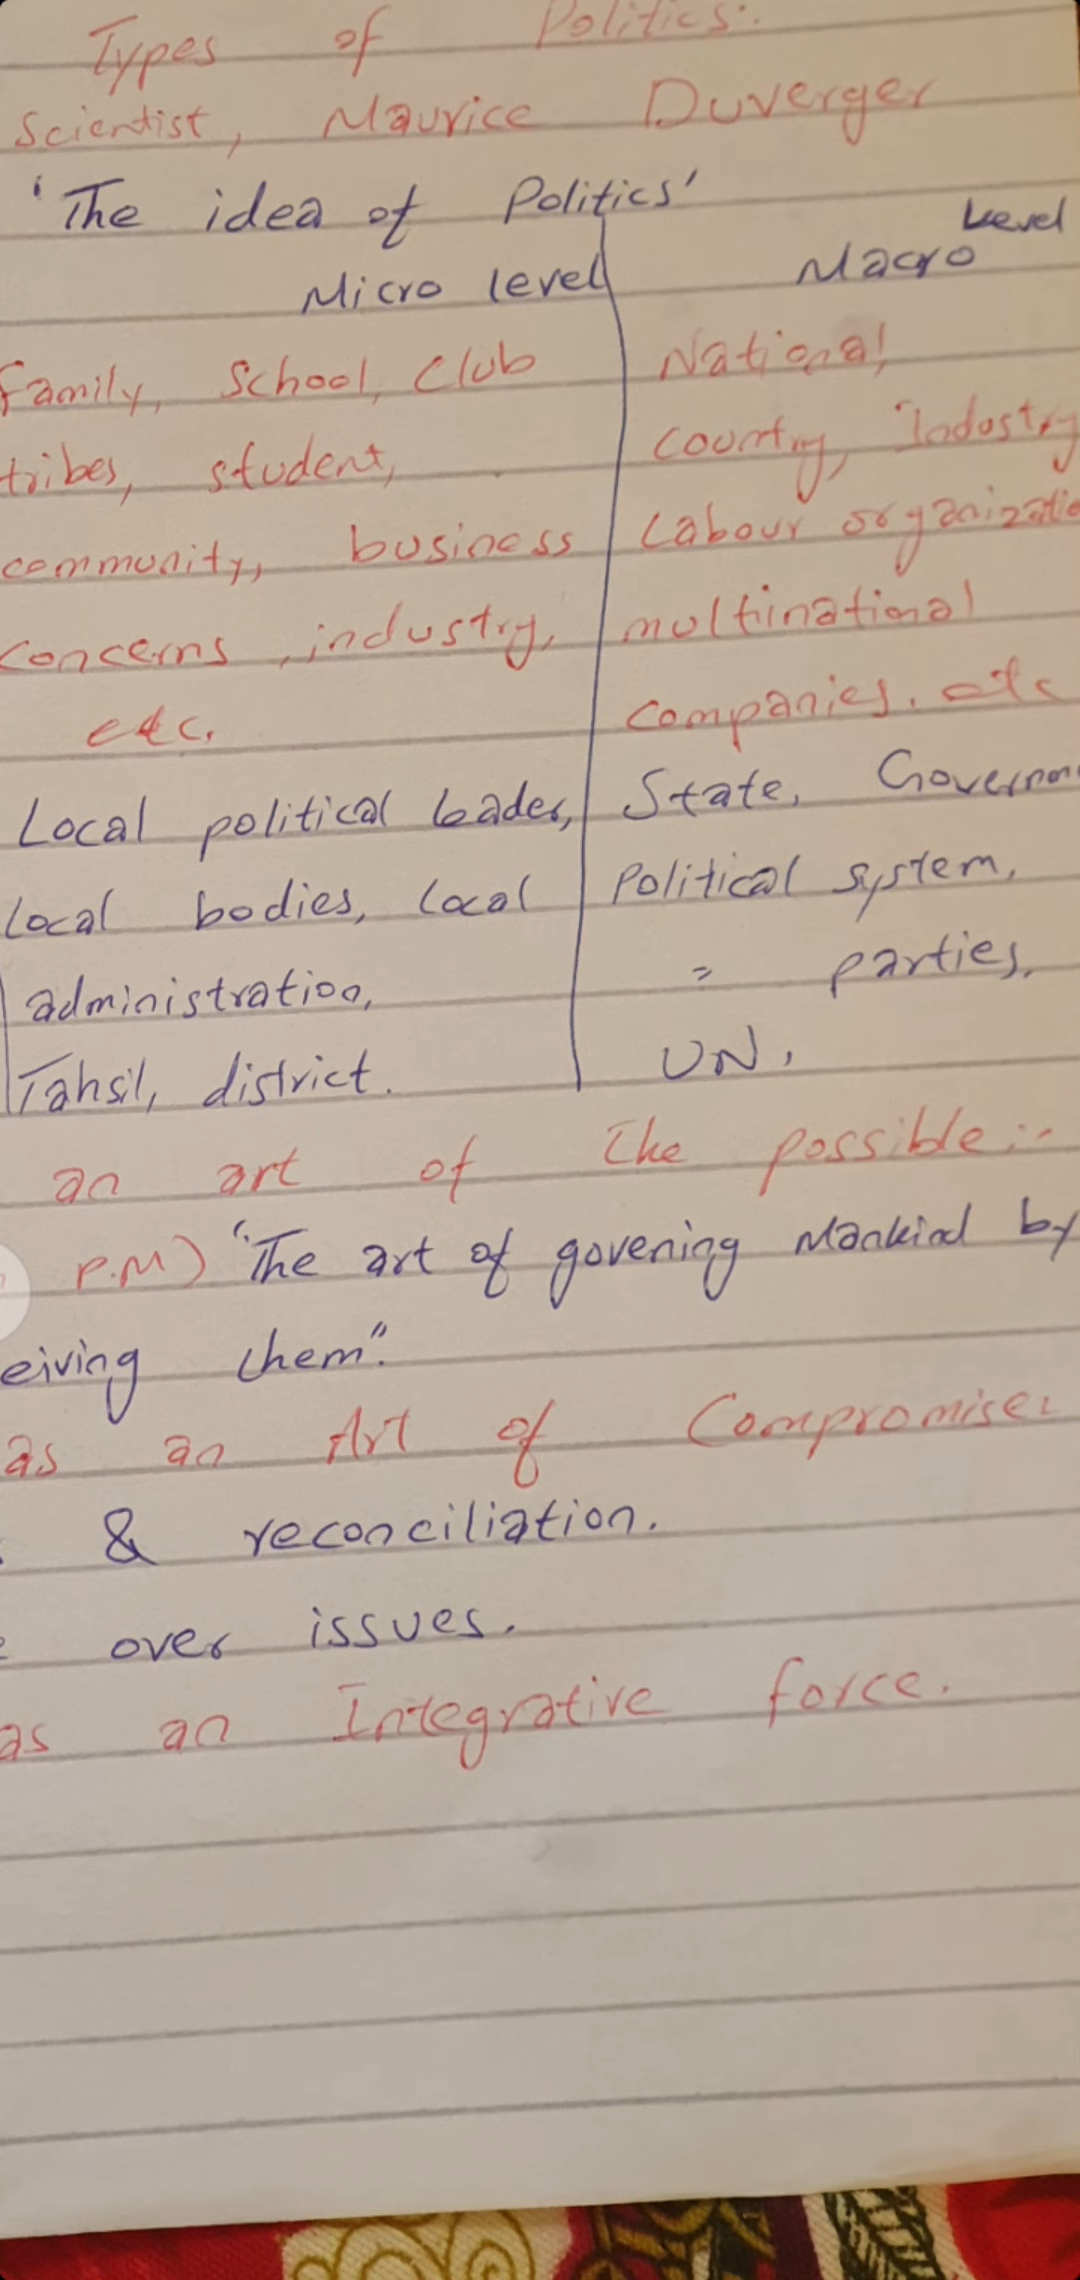 Types of Politics:
Scientist, Maurice Duverger
'The idea of Politics'
Micro level
Macro Level
family, School, Club
tribes, student,
community, business
concerns, industry,
etc.
Local political leader,
local bodies, local
administration,
Tahsil, district.
National,
country, Industry
Labour organizatio
multinational
companies. etc
State, Governm
Political system,
" parties,
UN.
an art of the possible:-
P.M) "The art of govening Mankind by
eiving them".
as an Art of Compromise:
& reconciliation.
over issues.
as an Integrative force.